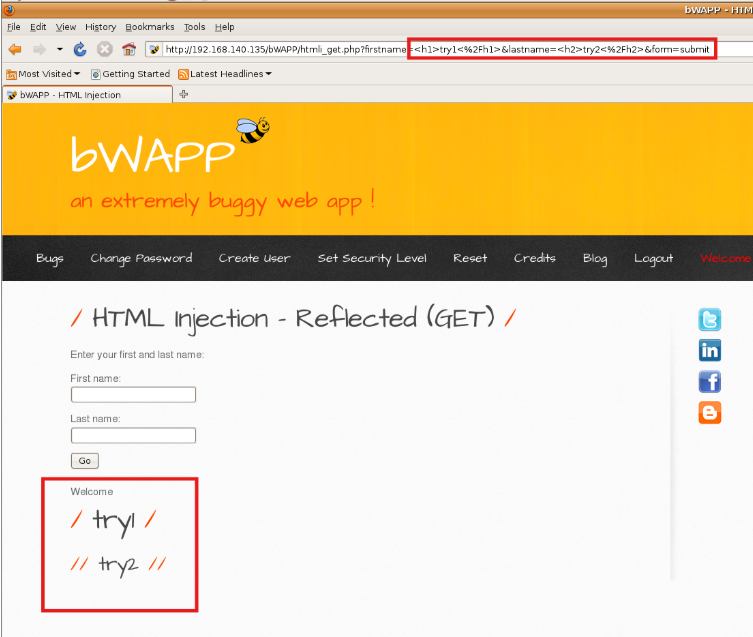 bWAPP - HTM
File Edit View History Bookmarks Tools Help
http://192.168.140.135/bWAPP/htmli_get.php?firstname=<h1>try1<%2Fh1>&lastname=<h2>try2<%2Fh2>&form=submit
Most Visited Getting Started Latest Headlines
bWAPP - HTML Injection
bWAPP
an extremely buggy web app !
Bugs Change Password Create User Set Security Level Reset Credits Blog Logout Welcome
/ HTML Injection - Reflected (GET) /
Enter your first and last name:
First name:
Last name:
Go
Welcome
/ try1 /
// try2 //